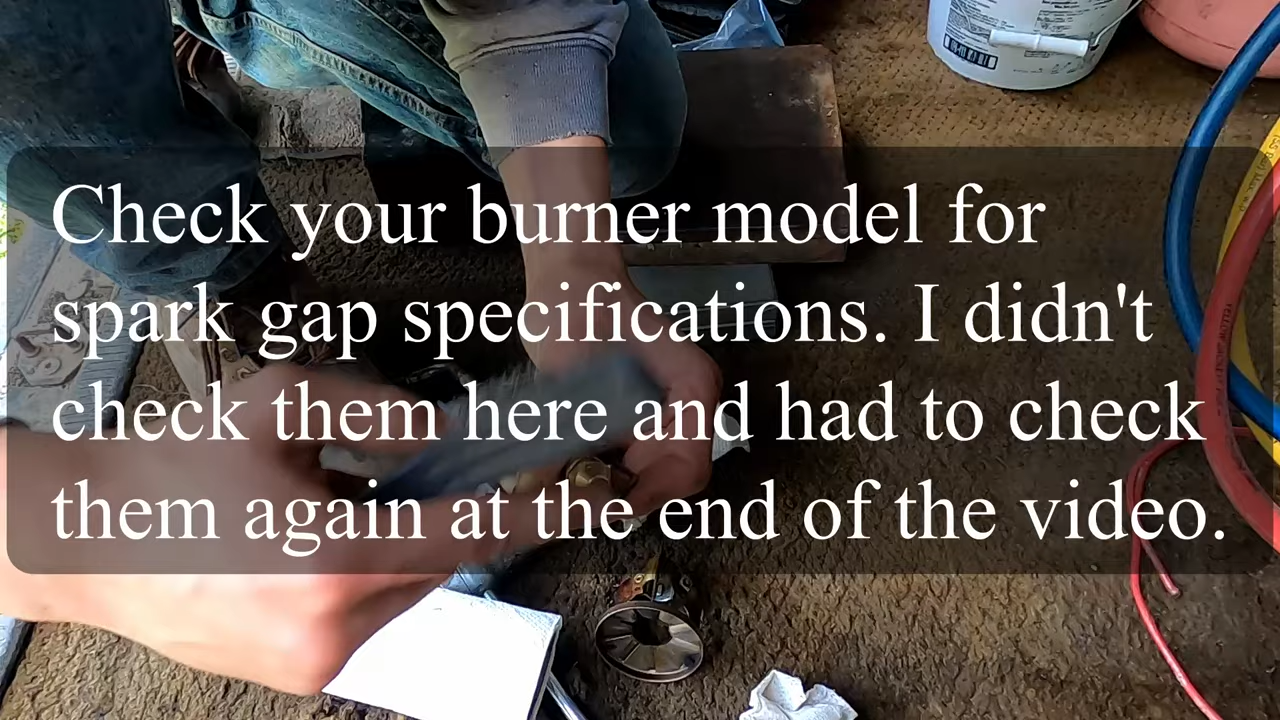 Check your burner model for
spark gap specifications. I didn't
check them here and had to check
them again at the end of the video.